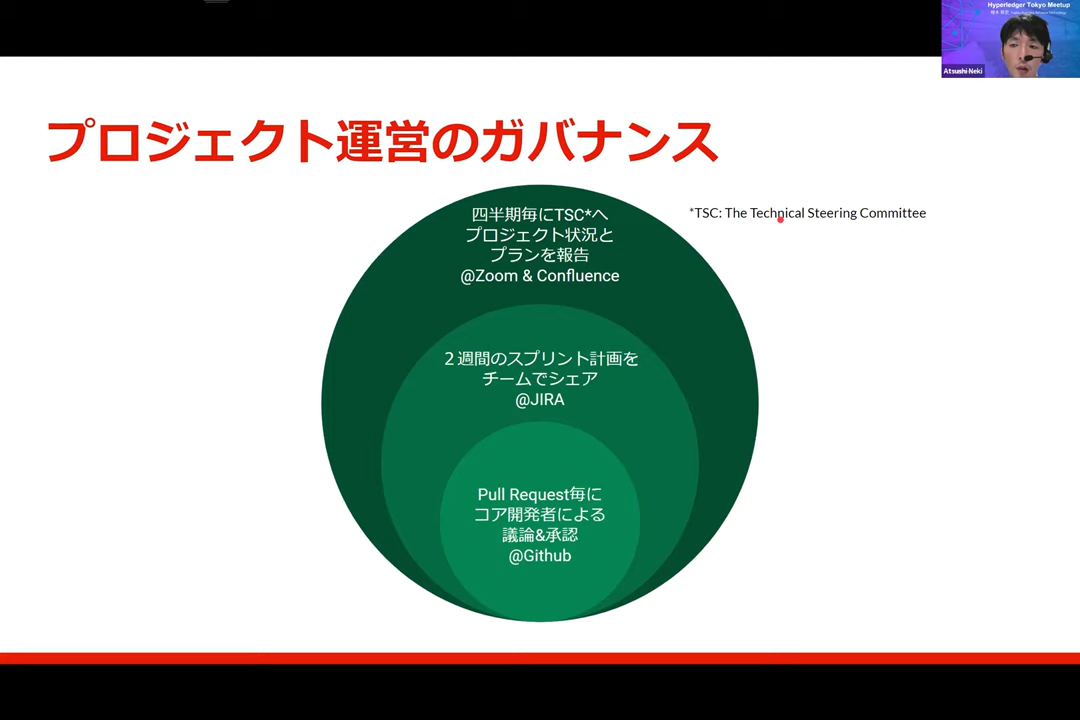 Hyperledger Tokyo Meetup
Atsushi Neki
プロジェクト運営のガバナンス
*TSC: The Technical Steering Committee
四半期毎にTSC*へ
プロジェクト状況と
プランを報告
@Zoom & Confluence
２週間のスプリント計画を
チームでシェア
@JIRA
Pull Request毎に
コア開発者による
議論&承認
@Github